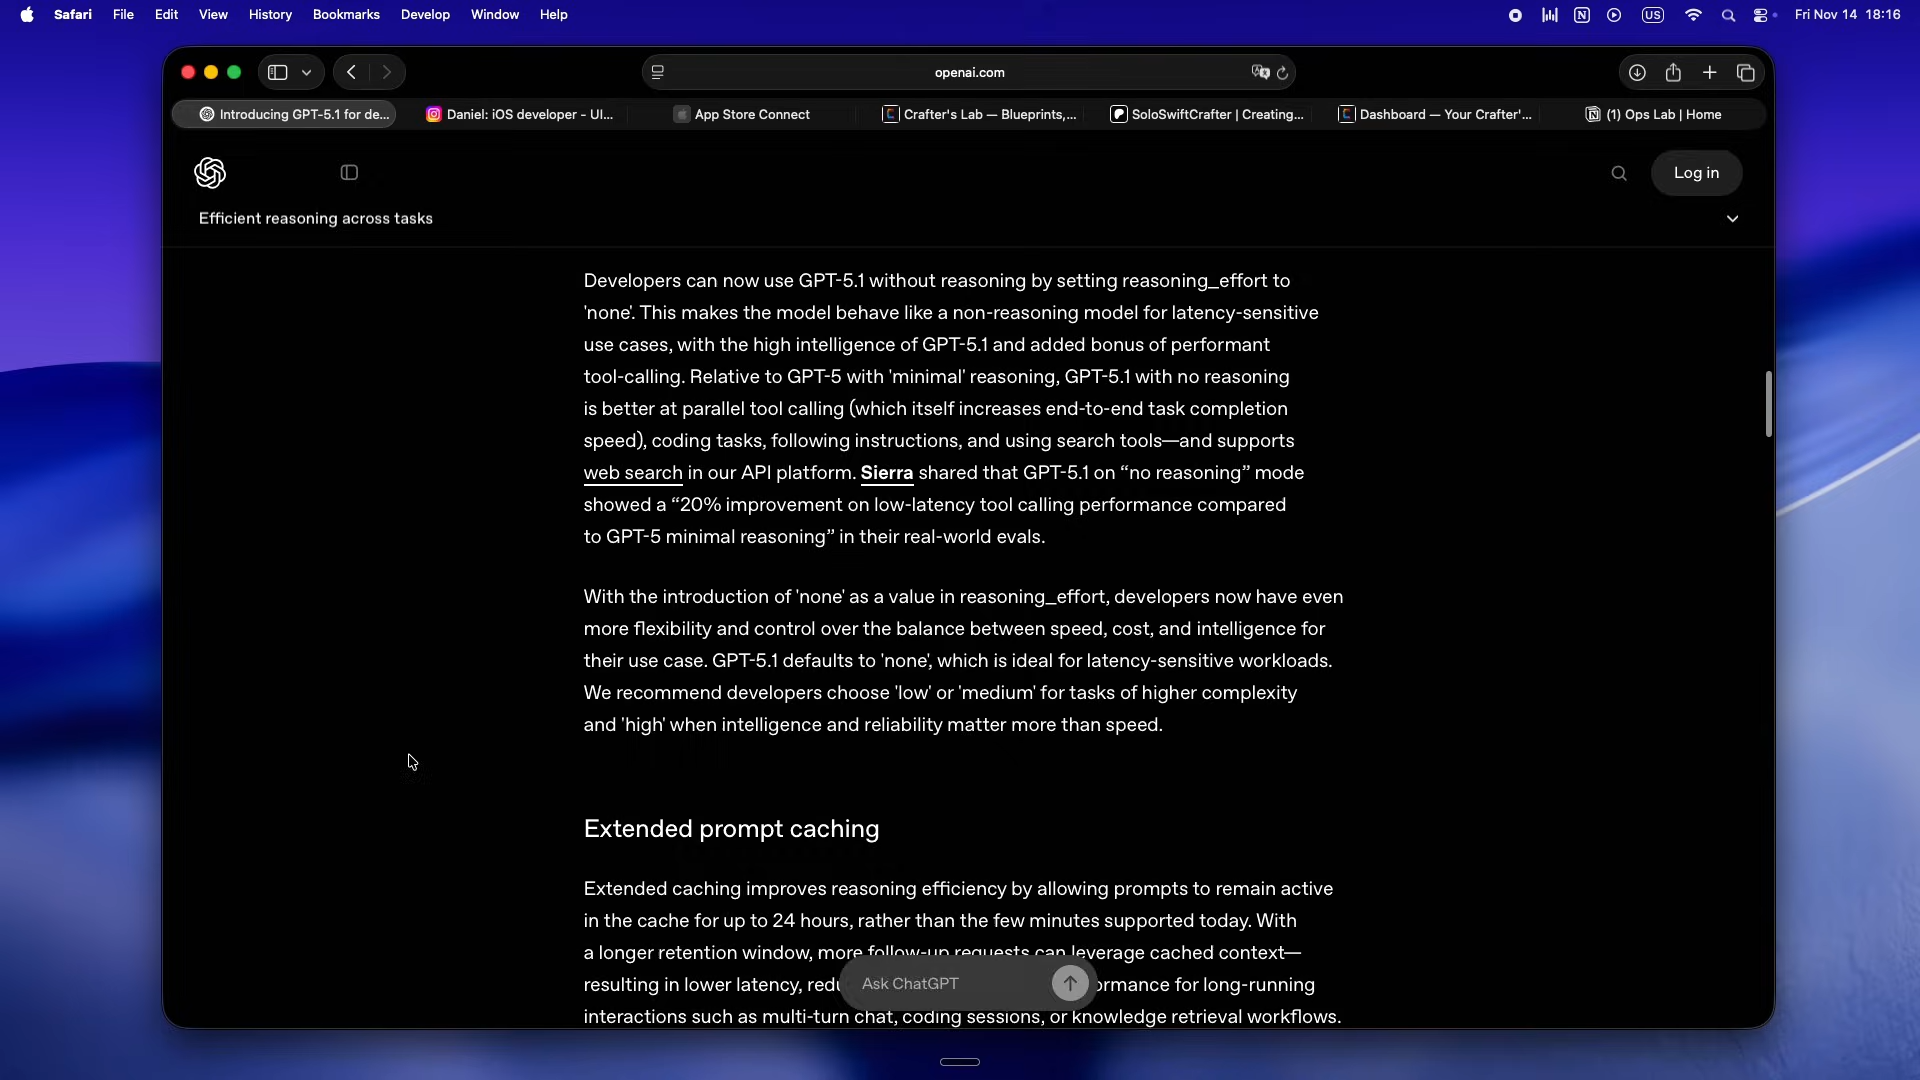 Safari File Edit View History Bookmarks Develop Window Help
US Fri Nov 14 18:16
openai.com
Introducing GPT-5.1 for de...
Daniel: iOS developer - UI...
App Store Connect
Crafter's Lab — Blueprints,...
SoloSwiftCrafter | Creating...
Dashboard — Your Crafter'...
(1) Ops Lab | Home
Log in
Efficient reasoning across tasks
Developers can now use GPT-5.1 without reasoning by setting reasoning_effort to
'none'. This makes the model behave like a non-reasoning model for latency-sensitive
use cases, with the high intelligence of GPT-5.1 and added bonus of performant
tool-calling. Relative to GPT-5 with 'minimal' reasoning, GPT-5.1 with no reasoning
is better at parallel tool calling (which itself increases end-to-end task completion
speed), coding tasks, following instructions, and using search tools—and supports
web search in our API platform. Sierra shared that GPT-5.1 on “no reasoning” mode
showed a “20% improvement on low-latency tool calling performance compared
to GPT-5 minimal reasoning” in their real-world evals.
With the introduction of 'none' as a value in reasoning_effort, developers now have even
more flexibility and control over the balance between speed, cost, and intelligence for
their use case. GPT-5.1 defaults to 'none', which is ideal for latency-sensitive workloads.
We recommend developers choose 'low' or 'medium' for tasks of higher complexity
and 'high' when intelligence and reliability matter more than speed.
Extended prompt caching
Extended caching improves reasoning efficiency by allowing prompts to remain active
in the cache for up to 24 hours, rather than the few minutes supported today. With
a longer retention window, more follow-up requests can leverage cached context—
resulting in lower latency, redu ormance for long-running
Ask ChatGPT
interactions such as multi-turn chat, coding sessions, or knowledge retrieval workflows.